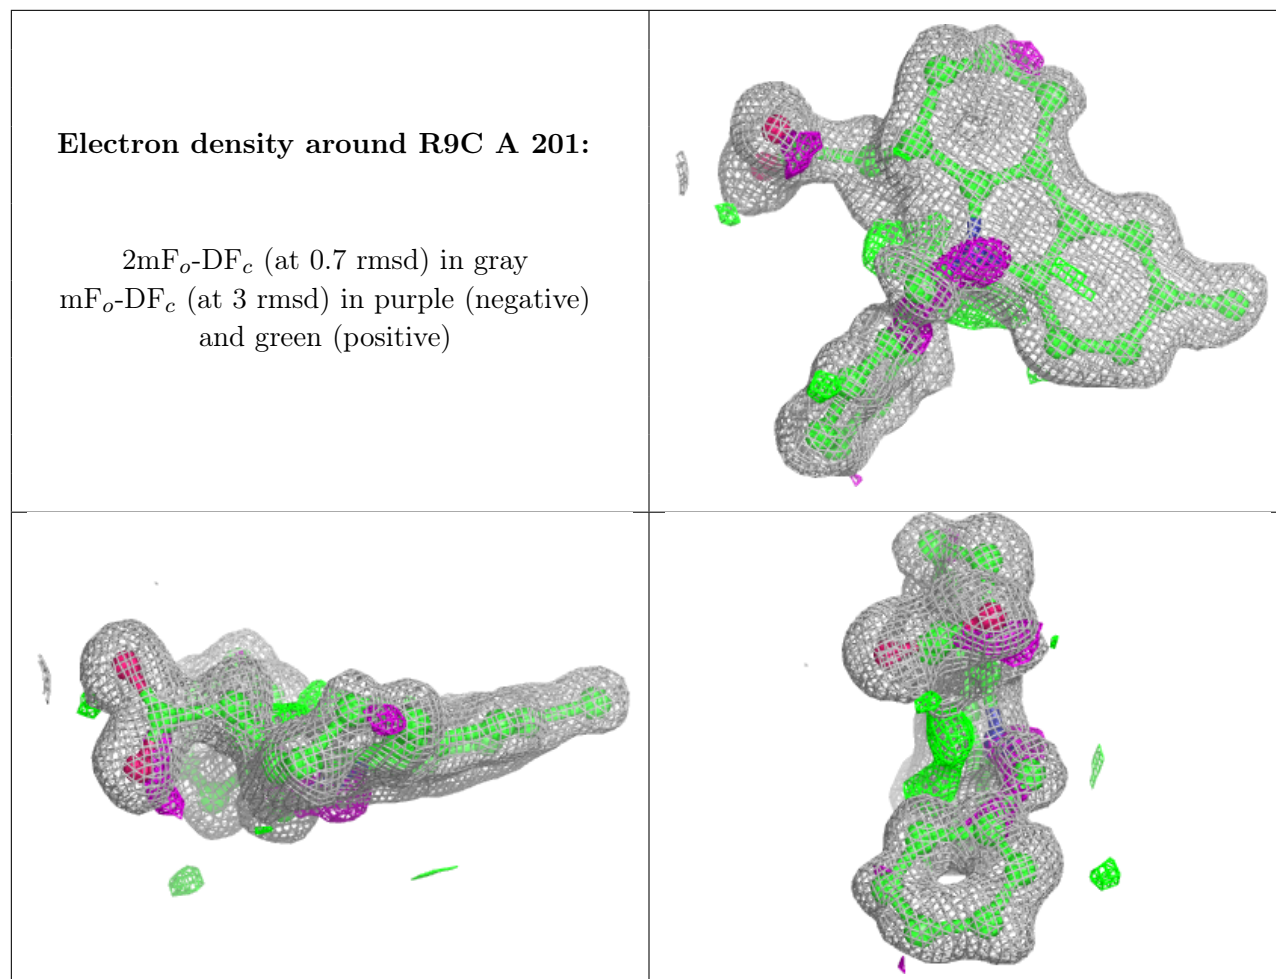 Electron density around R9C A 201:
2mFo-DFc (at 0.7 rmsd) in gray
mFo-DFc (at 3 rmsd) in purple (negative)
and green (positive)